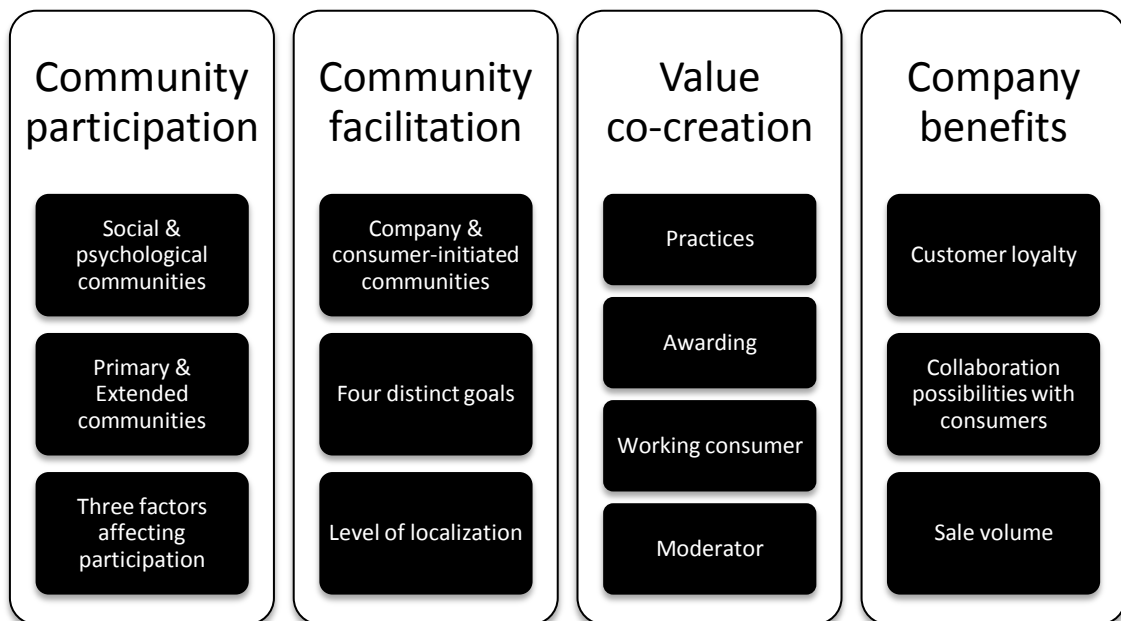 Community
participation
Social &
psychological
communities
Primary &
Extended
communities
Three factors
affecting
participation
Community
facilitation
Company &
consumer-initiated
communities
Four distinct goals
Level of localization
Value
co-creation
Practices
Awarding
Working consumer
Moderator
Company
benefits
Customer loyalty
Collaboration
possibilities with
consumers
Sale volume